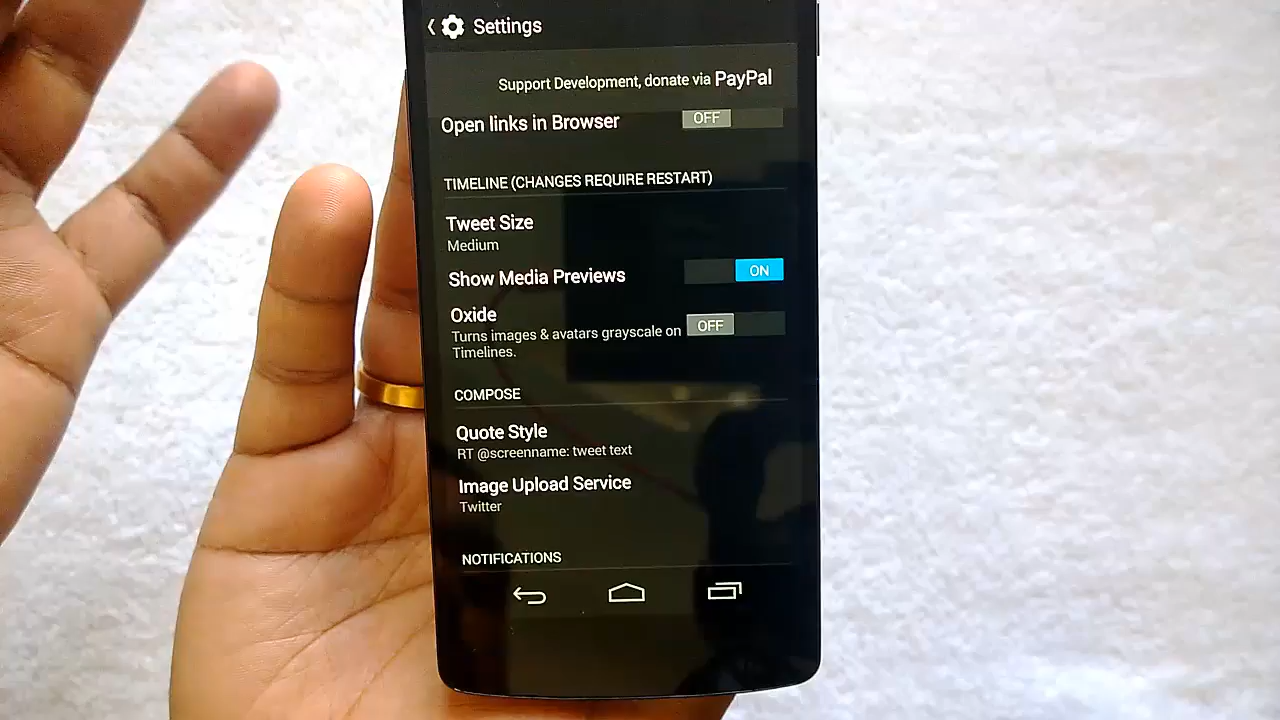 Settings
Support Development, donate via PayPal
Open links in Browser OFF
TIMELINE (CHANGES REQUIRE RESTART)
Tweet Size
Medium
Show Media Previews ON
Oxide
Turns images & avatars grayscale on OFF
Timelines.
COMPOSE
Quote Style
RT @screenname: tweet text
Image Upload Service
Twitter
NOTIFICATIONS